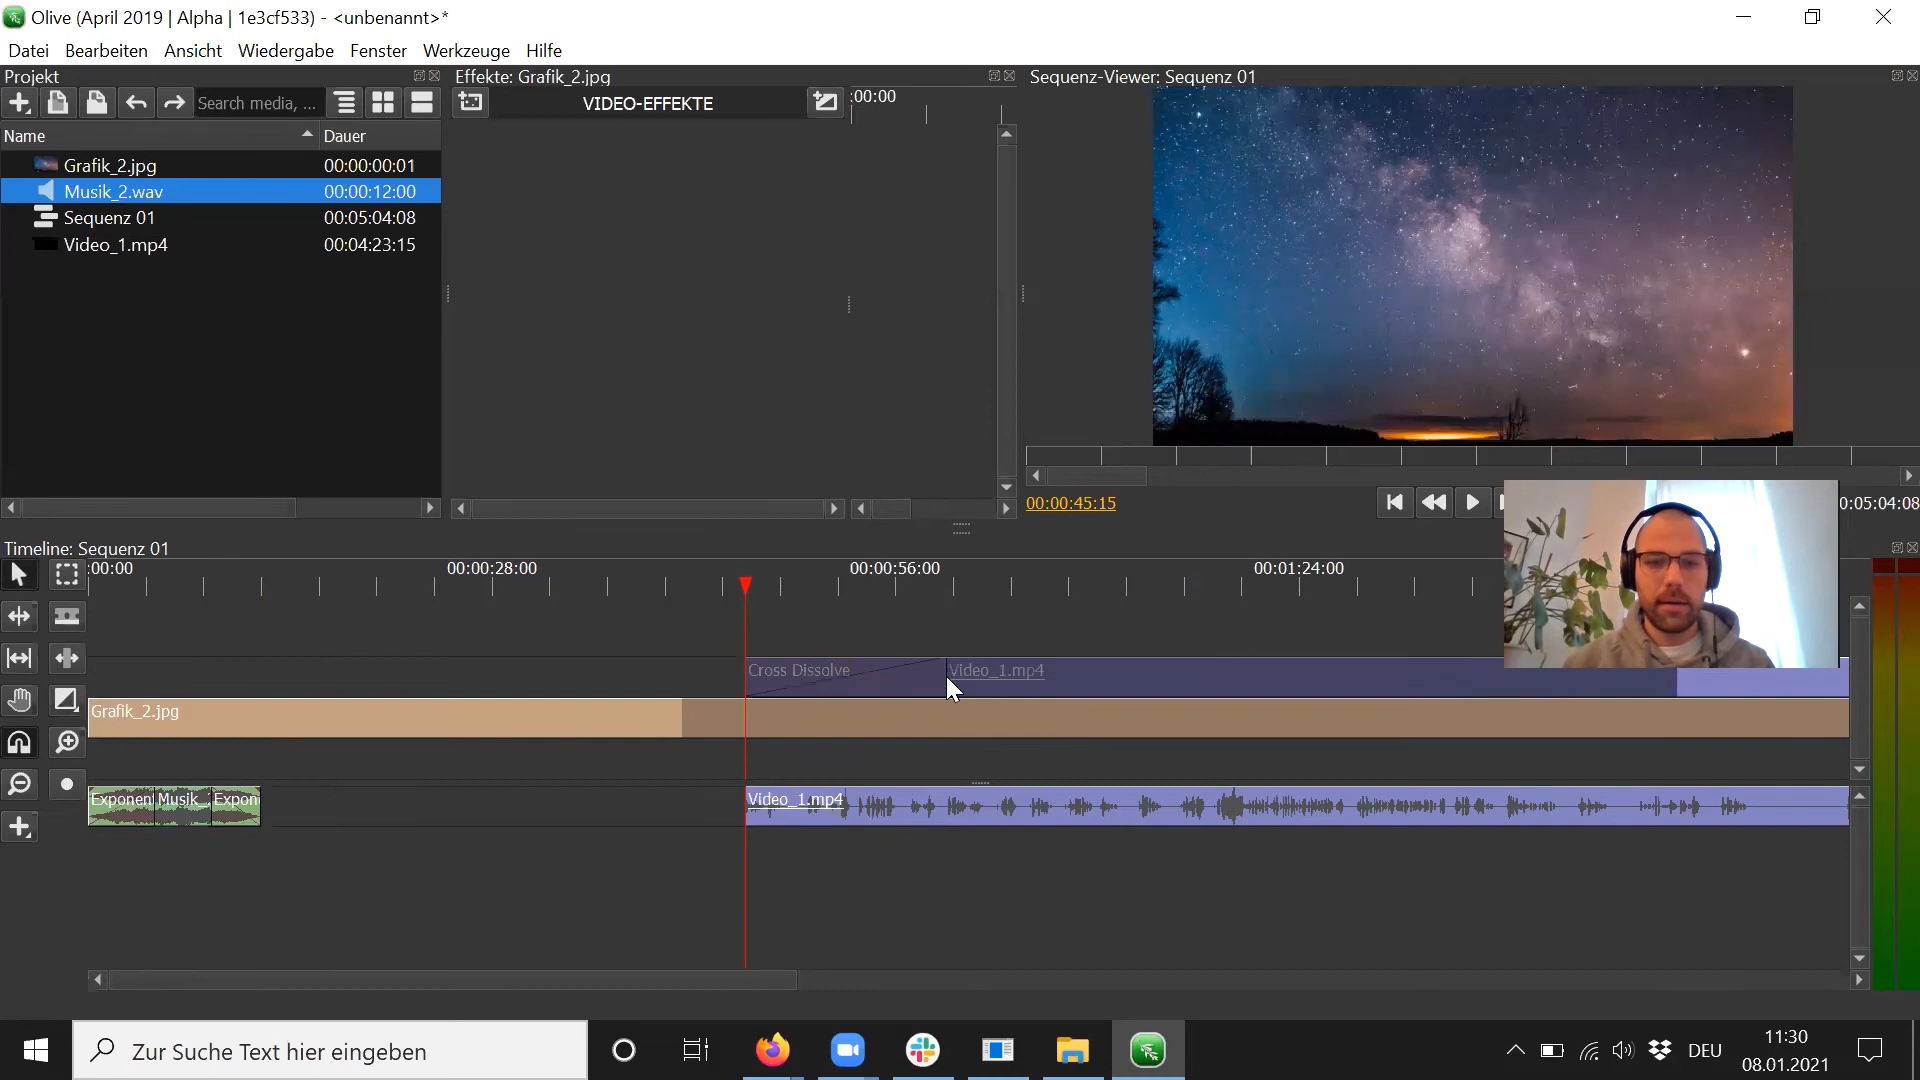 Olive (April 2019 | Alpha | 1e3cf533) - <unbenannt>*
Datei Bearbeiten Ansicht Wiedergabe Fenster Werkzeuge Hilfe
Projekt
Effekte: Grafik_2.jpg
Sequenz-Viewer: Sequenz 01
Search media, ...
VIDEO-EFFEKTE
:00:00
Name Dauer
Grafik_2.jpg 00:00:00:01
Musik_2.wav 00:00:12:00
Sequenz 01 00:05:04:08
Video_1.mp4 00:04:23:15
00:00:45:15
0:05:04:08
Timeline: Sequenz 01
:00:00 00:00:28:00 00:00:56:00 00:01:24:00
Cross Dissolve Video_1.mp4
Grafik_2.jpg
Exponen Musik_ Expon Video_1.mp4
Zur Suche Text hier eingeben
DEU
11:30
08.01.2021